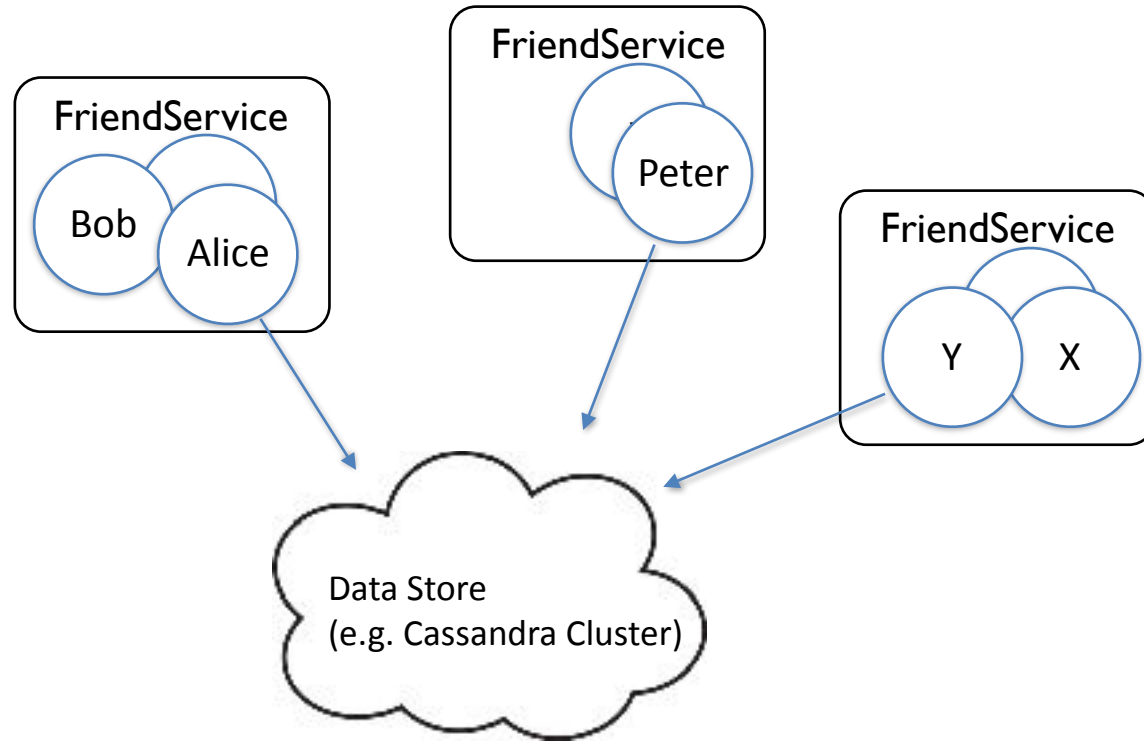 FriendService
Bob
Alice
FriendService
Peter
FriendService
Y
X
Data Store
(e.g. Cassandra Cluster)